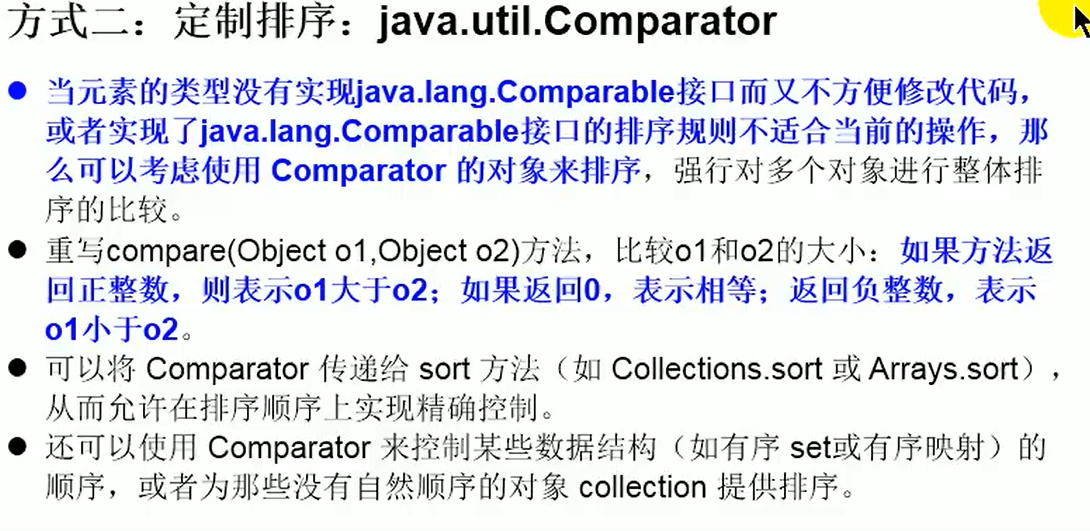 方式二：定制排序：java.util.Comparator
● 当元素的类型没有实现java.lang.Comparable接口而又不方便修改代码，
或者实现了java.lang.Comparable接口的排序规则不适合当前的操作，那
么可以考虑使用 Comparator 的对象来排序，强行对多个对象进行整体排
序的比较。
● 重写compare(Object o1,Object o2)方法，比较o1和o2的大小：如果方法返
回正整数，则表示o1大于o2；如果返回0，表示相等；返回负整数，表示
o1小于o2。
● 可以将 Comparator 传递给 sort 方法（如 Collections.sort 或 Arrays.sort），
从而允许在排序顺序上实现精确控制。
● 还可以使用 Comparator 来控制某些数据结构（如有序 set或有序映射）的
顺序，或者为那些没有自然顺序的对象 collection 提供排序。